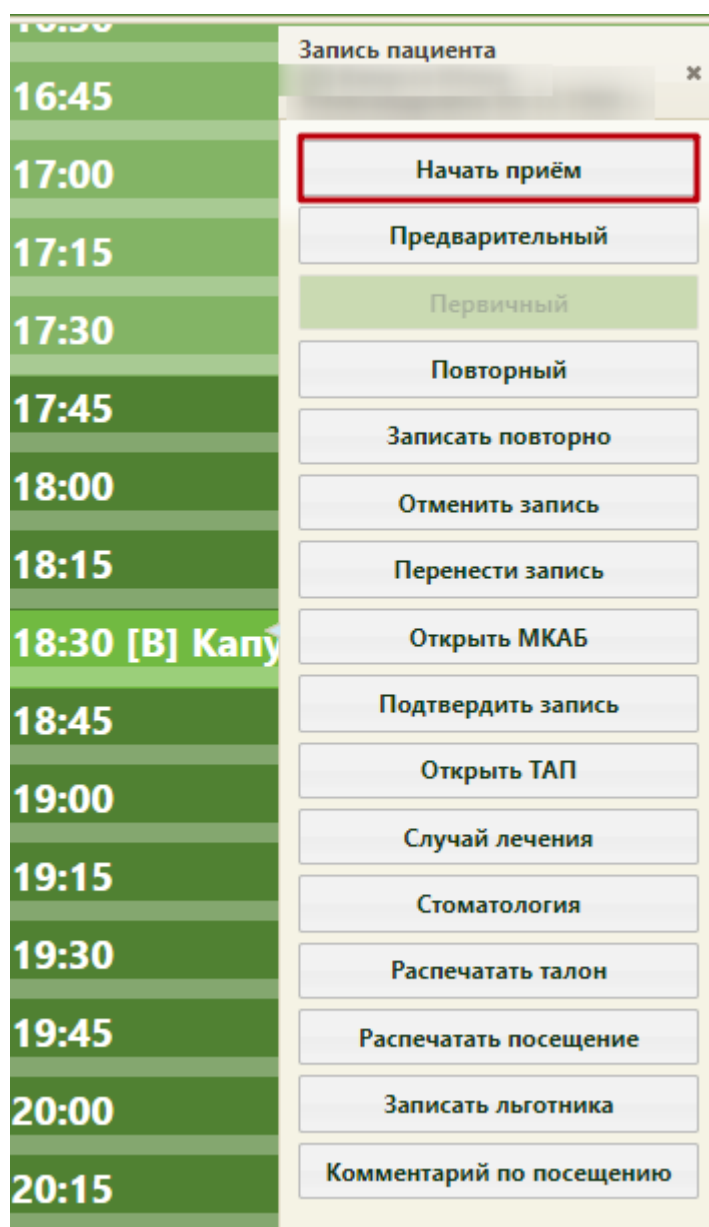 16:45
17:00
17:15
17:30
17:45
18:00
18:15
18:30 [В] Капу
18:45
19:00
19:15
19:30
19:45
20:00
20:15
Запись пациента
Начать приём
Предварительный
Первичный
Повторный
Записать повторно
Отменить запись
Перенести запись
Открыть МКАБ
Подтвердить запись
Открыть ТАП
Случай лечения
Стоматология
Распечатать талон
Распечатать посещение
Записать льготника
Комментарий по посещению